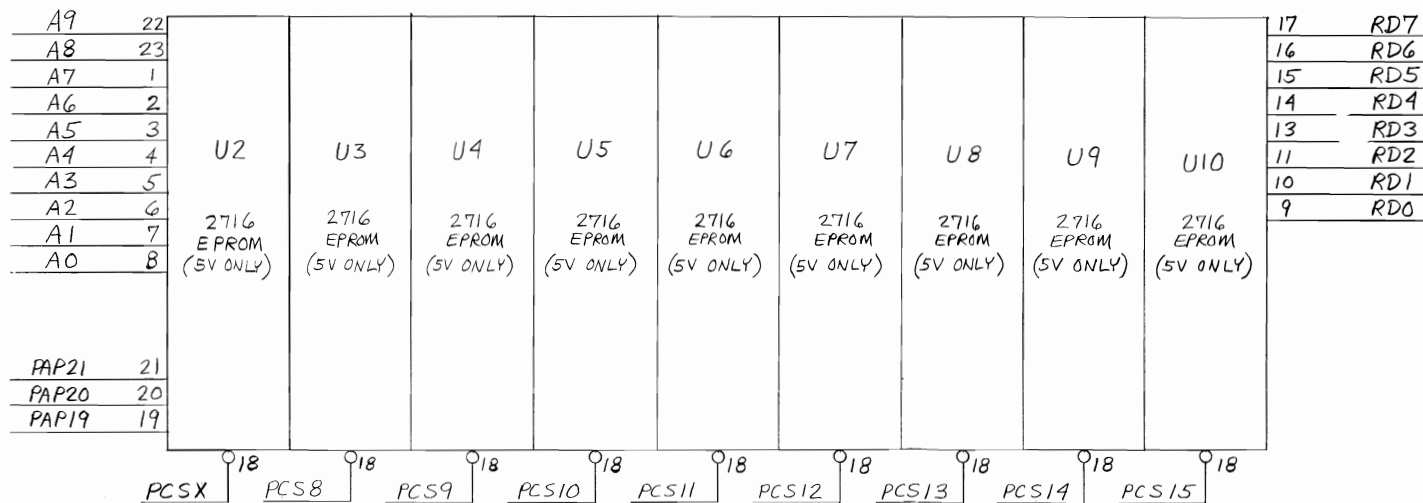 A9 22
A8 23
A7 1
A6 2
A5 3
A4 4
A3 5
A2 6
A1 7
A0 8
PAP21 21
PAP20 20
PAP19 19
U2
2716
EPROM
(5V ONLY)
U3
2716
EPROM
(5V ONLY)
U4
2716
EPROM
(5V ONLY)
U5
2716
EPROM
(5V ONLY)
U6
2716
EPROM
(5V ONLY)
U7
2716
EPROM
(5V ONLY)
U8
2716
EPROM
(5V ONLY)
U9
2716
EPROM
(5V ONLY)
U10
2716
EPROM
(5V ONLY)
17 RD7
16 RD6
15 RD5
14 RD4
13 RD3
11 RD2
10 RD1
9 RD0
18 18 18 18 18 18 18 18 18
PCSX PCS8 PCS9 PCS10 PCS11 PCS12 PCS13 PCS14 PCS15